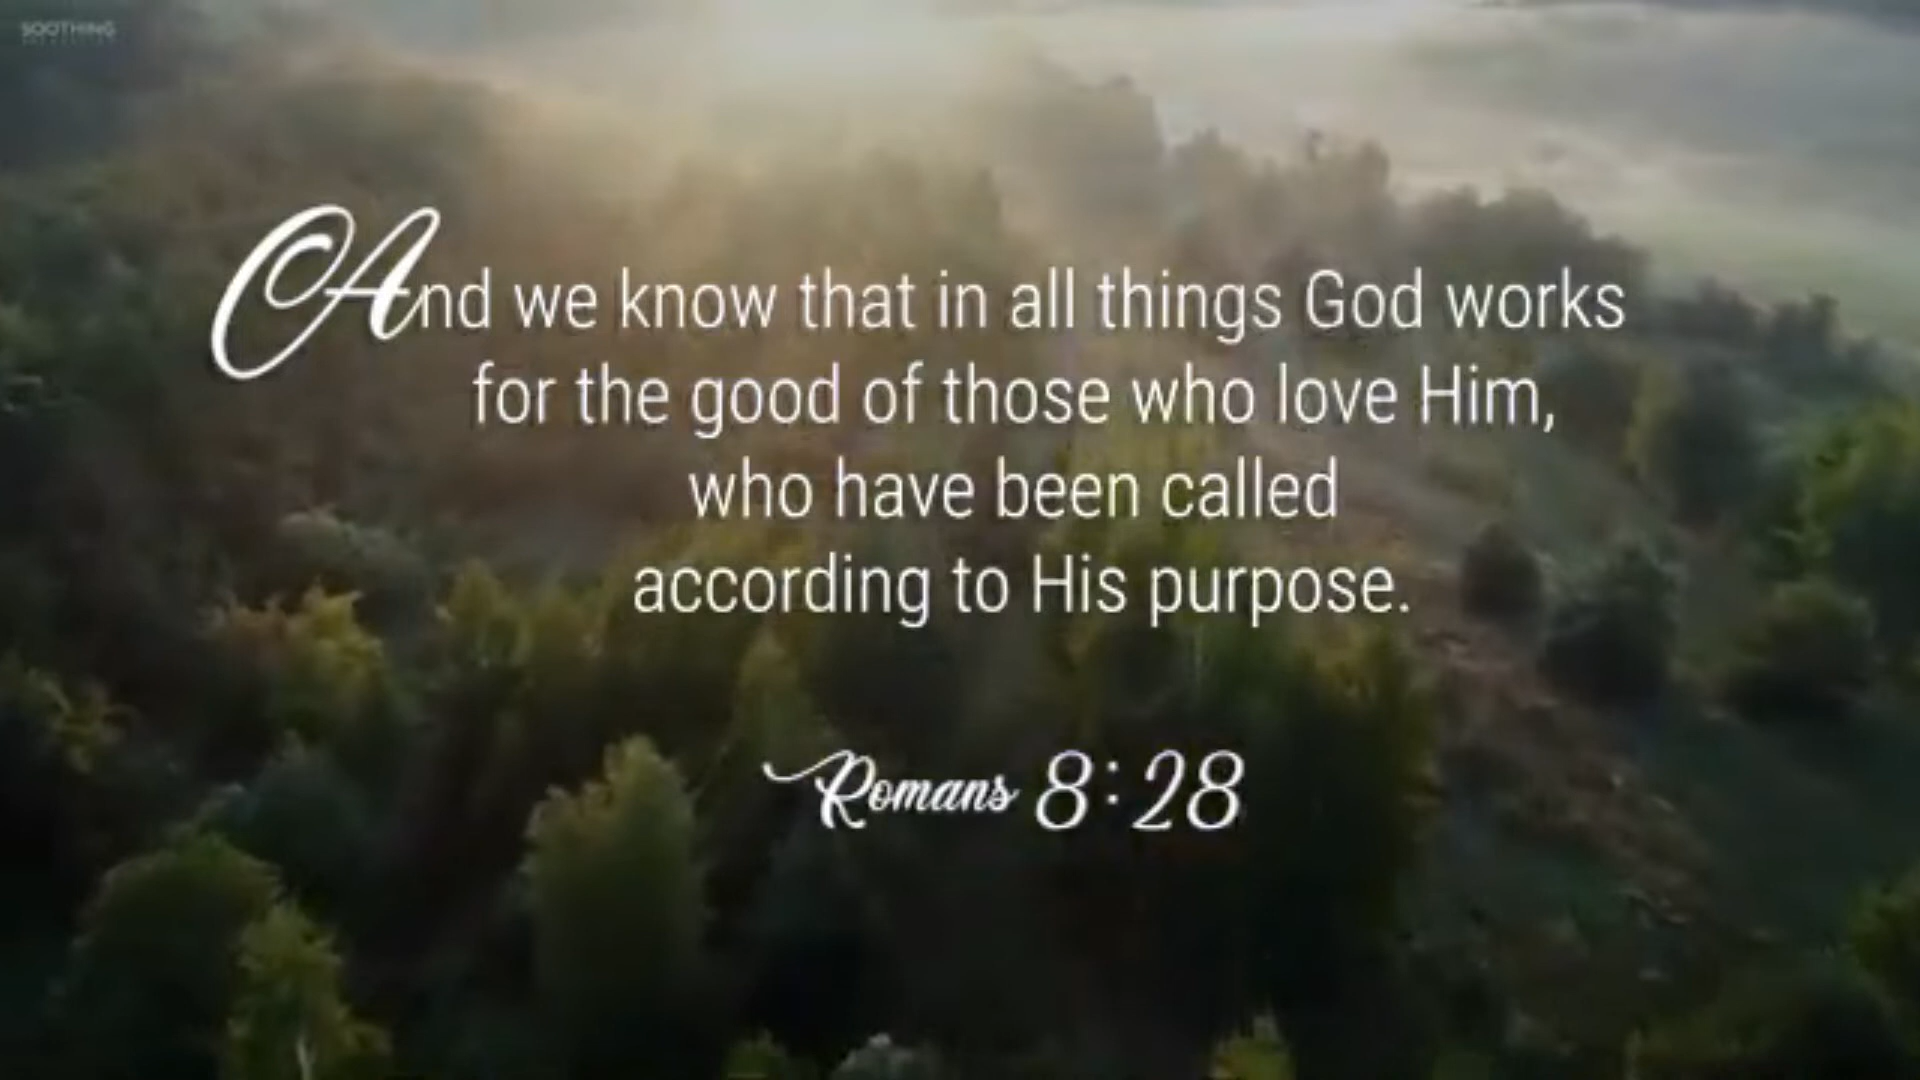 SOOTHING
And we know that in all things God works
for the good of those who love Him,
who have been called
according to His purpose.
Romans 8:28